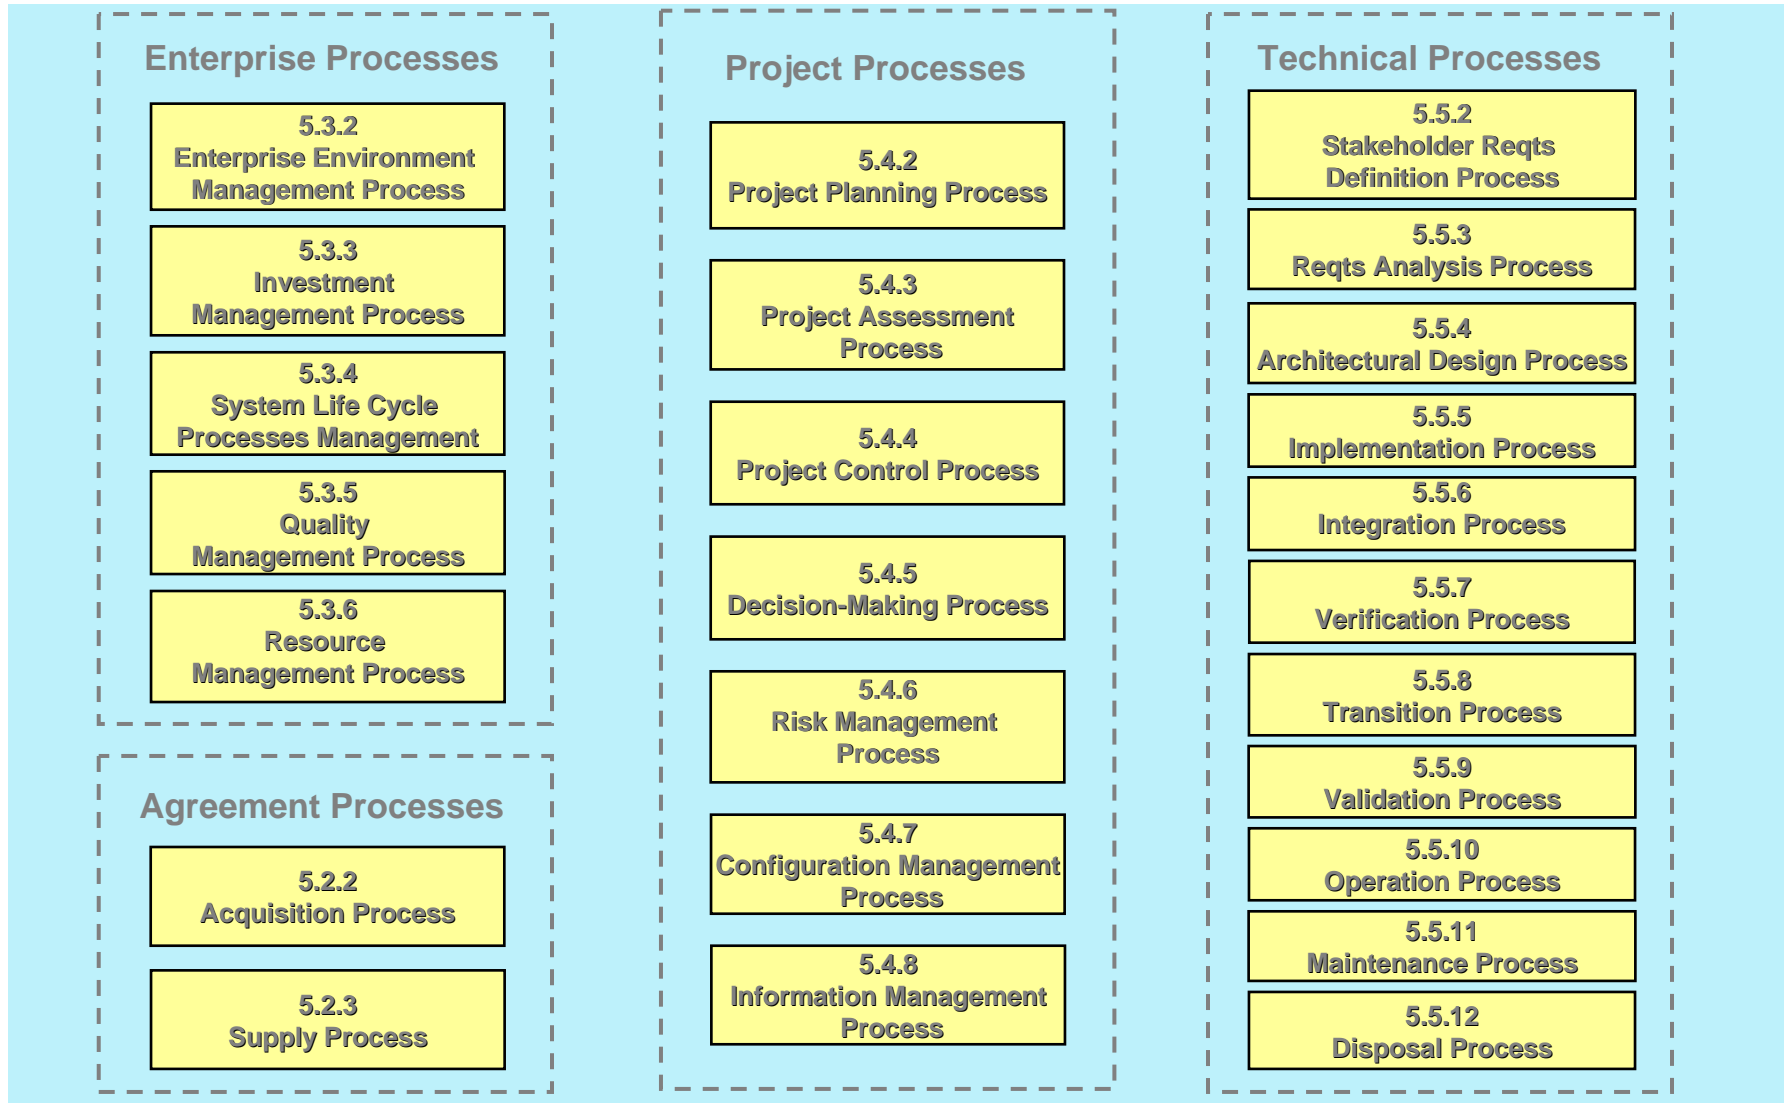 Enterprise Processes
5.3.2
Enterprise Environment
Management Process
5.3.3
Investment
Management Process
5.3.4
System Life Cycle
Processes Management
5.3.5
Quality
Management Process
5.3.6
Resource
Management Process
Agreement Processes
5.2.2
Acquisition Process
5.2.3
Supply Process
Project Processes
5.4.2
Project Planning Process
5.4.3
Project Assessment
Process
5.4.4
Project Control Process
5.4.5
Decision-Making Process
5.4.6
Risk Management
Process
5.4.7
Configuration Management
Process
5.4.8
Information Management
Process
Technical Processes
5.5.2
Stakeholder Reqts
Definition Process
5.5.3
Reqts Analysis Process
5.5.4
Architectural Design Process
5.5.5
Implementation Process
5.5.6
Integration Process
5.5.7
Verification Process
5.5.8
Transition Process
5.5.9
Validation Process
5.5.10
Operation Process
5.5.11
Maintenance Process
5.5.12
Disposal Process